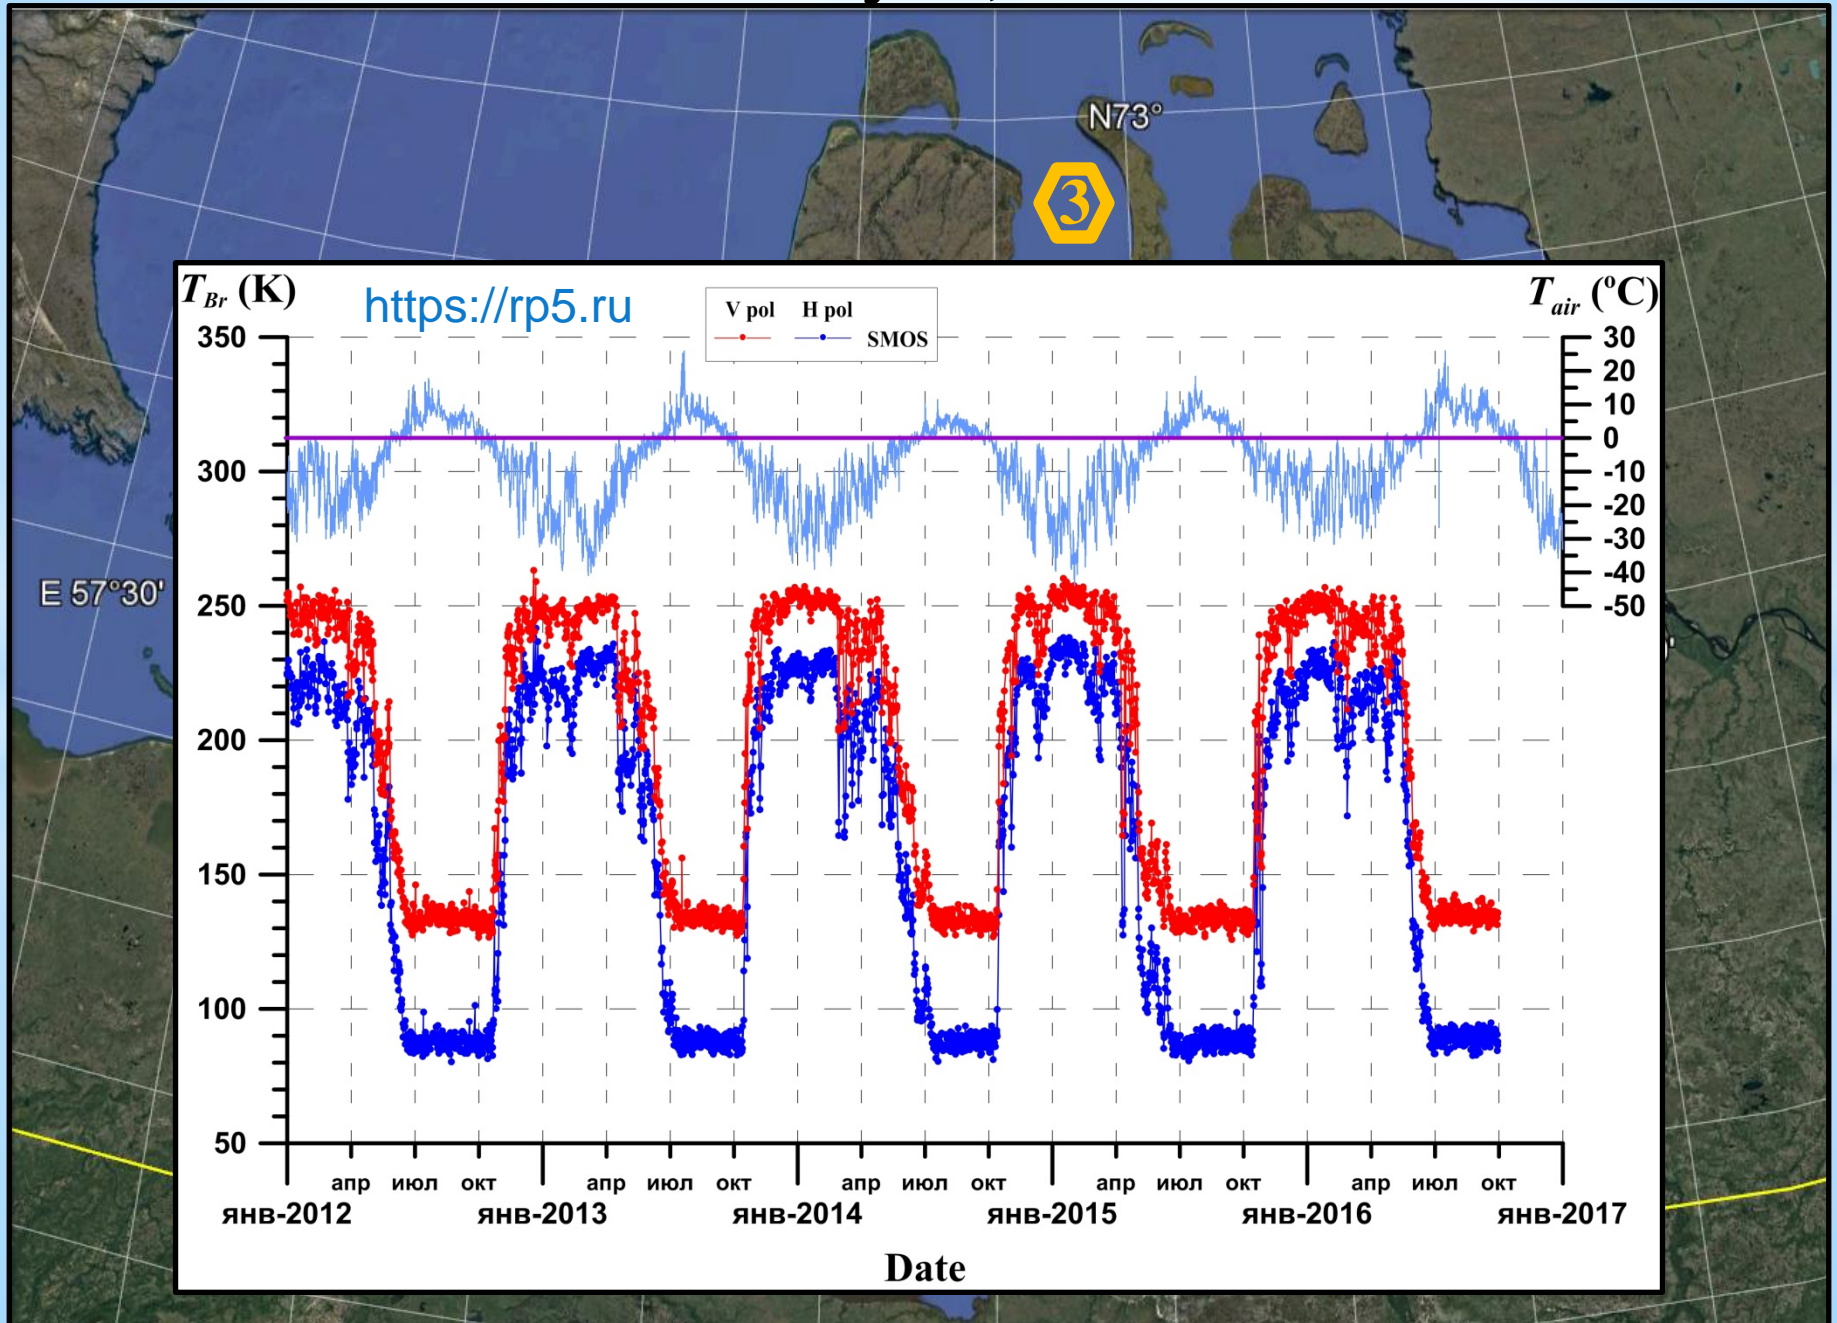 N73°
3
E 57°30'
T_Br (K)
https://rp5.ru
V pol H pol
SMOS
T_air (°C)
350
300
250
200
150
100
50
30
20
10
0
-10
-20
-30
-40
-50
апр июл окт апр июл окт апр июл окт апр июл окт апр июл окт
янв-2012 янв-2013 янв-2014 янв-2015 янв-2016 янв-2017
Date